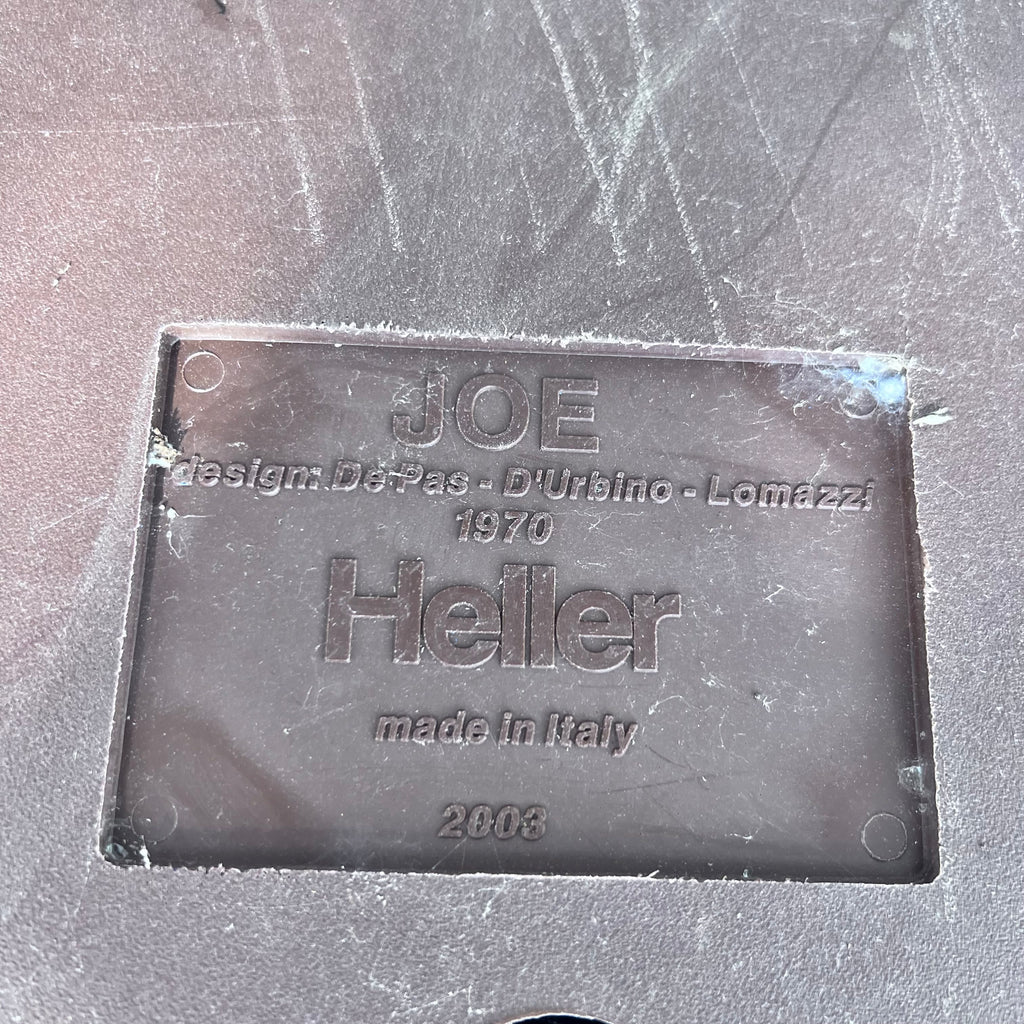 JOE
design: De Pas - D'Urbino - Lomazzi
1970
Heller
made in Italy
2003